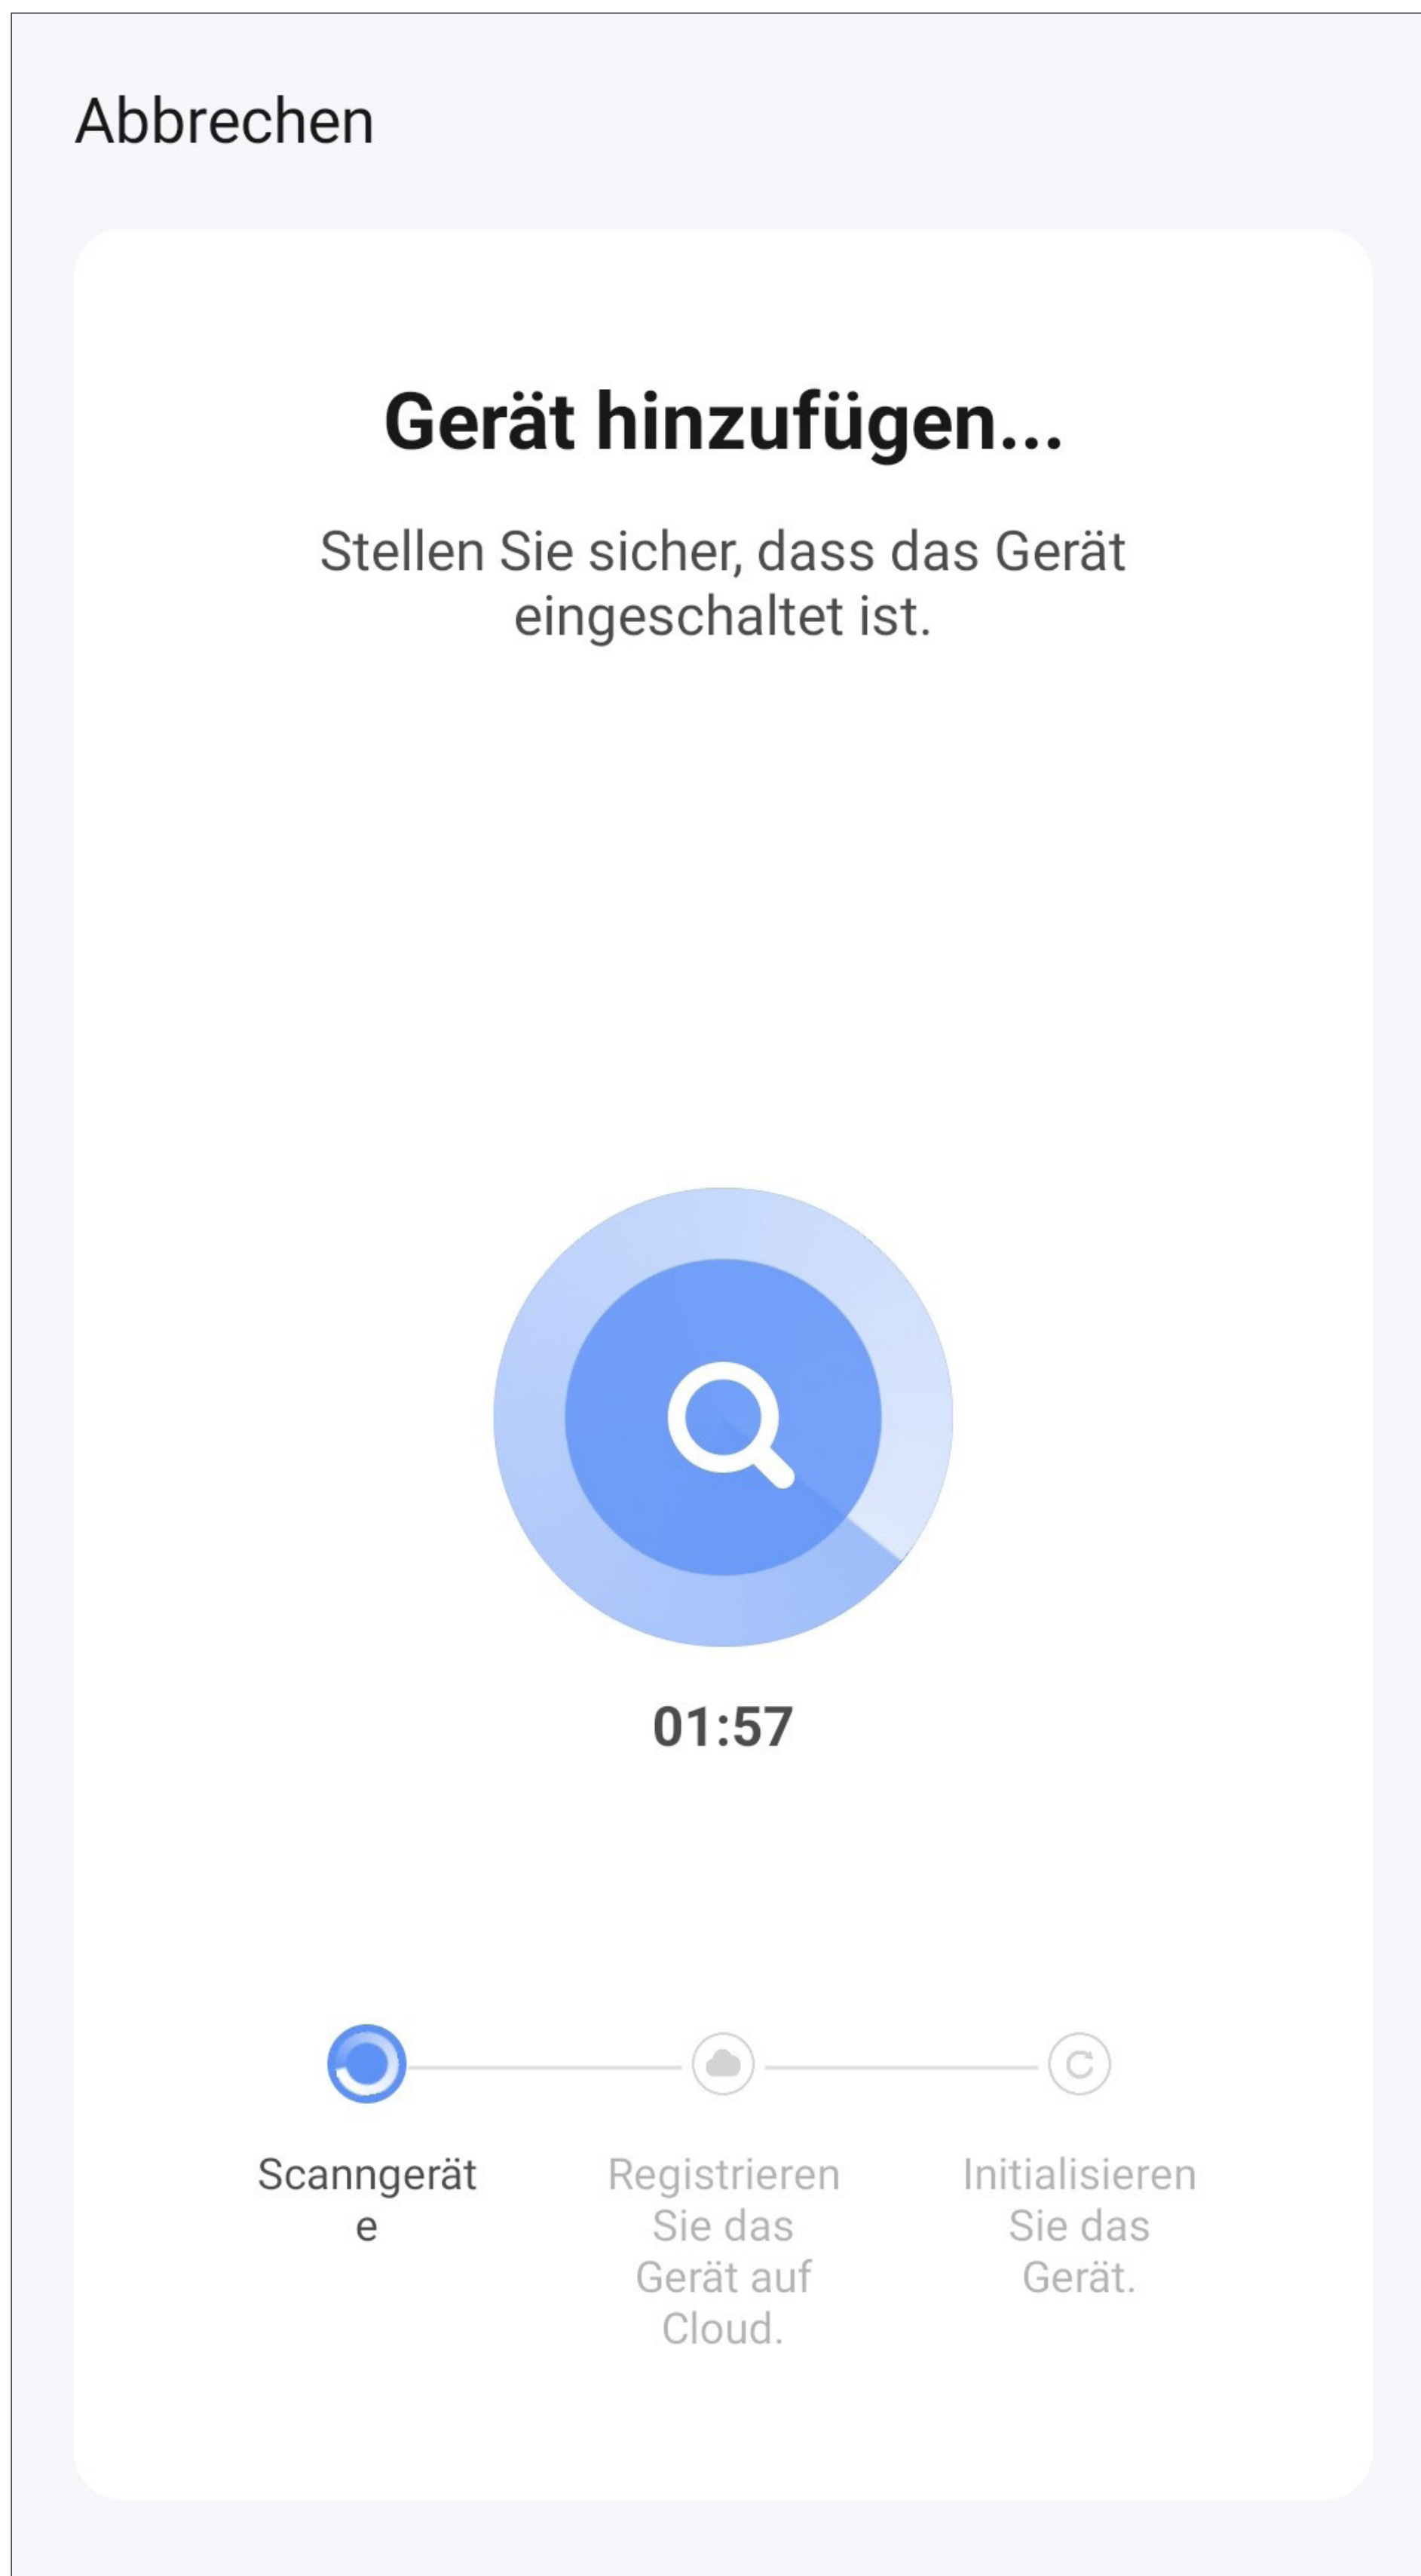 Abbrechen
Gerät hinzufügen...
Stellen Sie sicher, dass das Gerät
eingeschaltet ist.
01:57
Scanngerät
e
Registrieren
Sie das
Gerät auf
Cloud.
Initialisieren
Sie das
Gerät.